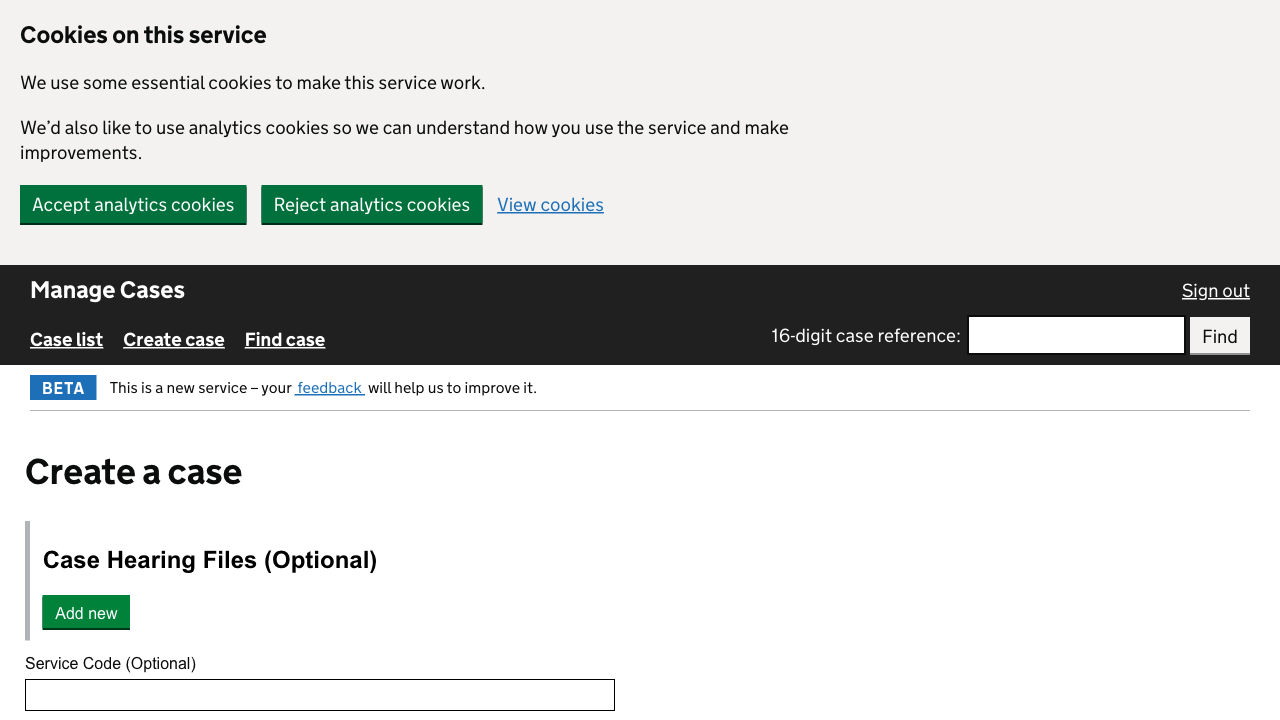 Cookies on this service
We use some essential cookies to make this service work.
We’d also like to use analytics cookies so we can understand how you use the service and make
improvements.
Accept analytics cookies Reject analytics cookies View cookies
Manage Cases Sign out
Case list Create case Find case 16-digit case reference: Find
BETA This is a new service – your feedback will help us to improve it.
Create a case
Case Hearing Files (Optional)
Add new
Service Code (Optional)